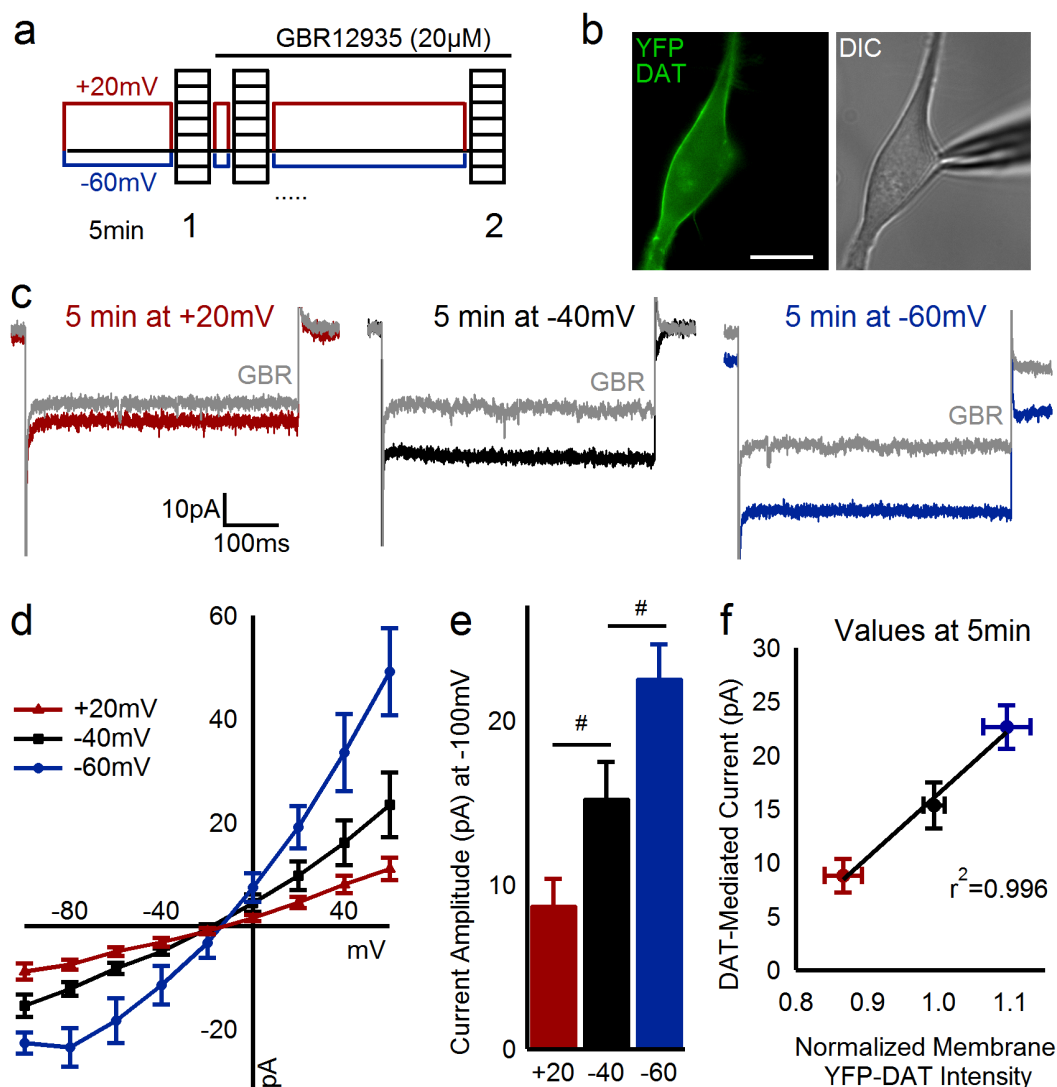 a
GBR12935 (20µM)
+20mV
-60mV
.....
5min
1
2
b
YFP
DAT
DIC
c
5 min at +20mV
5 min at -40mV
5 min at -60mV
GBR
GBR
GBR
10pA
100ms
d
60
40
20
-20
-80
-40
40
mV
pA
+20mV
-40mV
-60mV
e
Current Amplitude (pA) at -100mV
20
10
0
#
#
+20
-40
-60
f
Values at 5min
DAT-Mediated Current (pA)
30
25
20
15
10
5
0
r²=0.996
0.8
0.9
1.0
1.1
Normalized Membrane
YFP-DAT Intensity